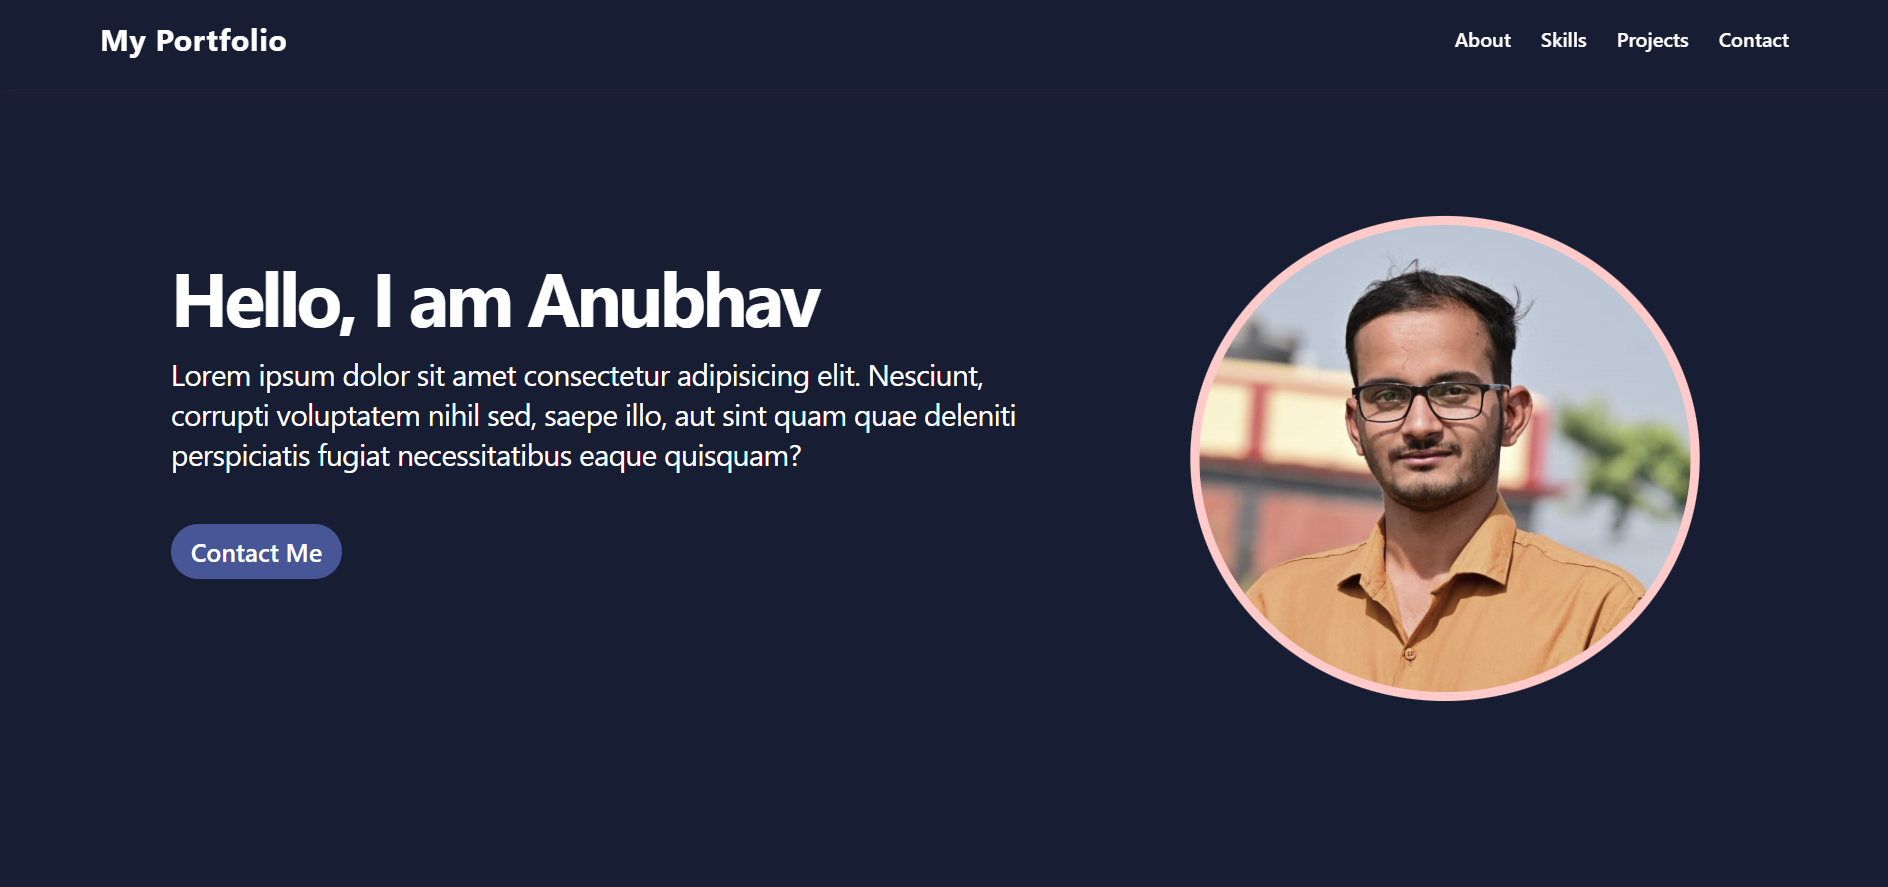 My Portfolio
About Skills Projects Contact
Hello, I am Anubhav
Lorem ipsum dolor sit amet consectetur adipisicing elit. Nesciunt,
corrupti voluptatem nihil sed, saepe illo, aut sint quam quae deleniti
perspiciatis fugiat necessitatibus eaque quisquam?
Contact Me